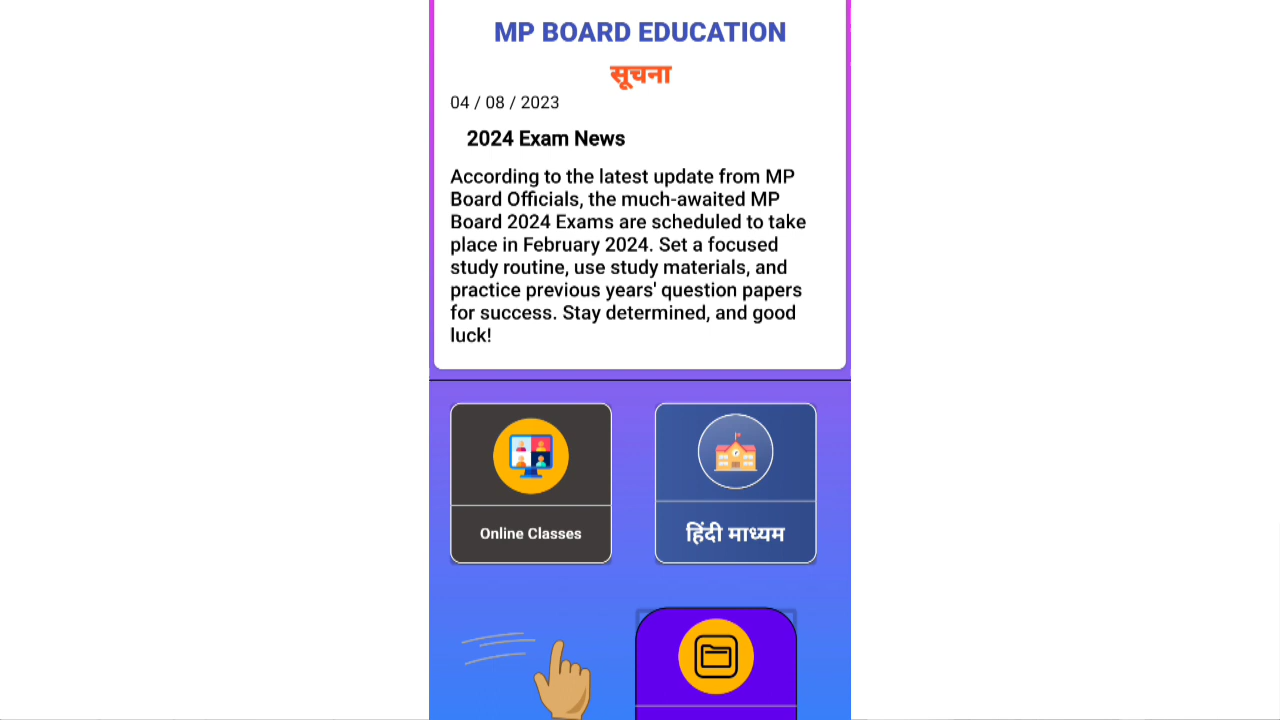 MP BOARD EDUCATION
सूचना
04 / 08 / 2023
2024 Exam News
According to the latest update from MP
Board Officials, the much-awaited MP
Board 2024 Exams are scheduled to take
place in February 2024. Set a focused
study routine, use study materials, and
practice previous years' question papers
for success. Stay determined, and good
luck!
Online Classes
हिंदी माध्यम